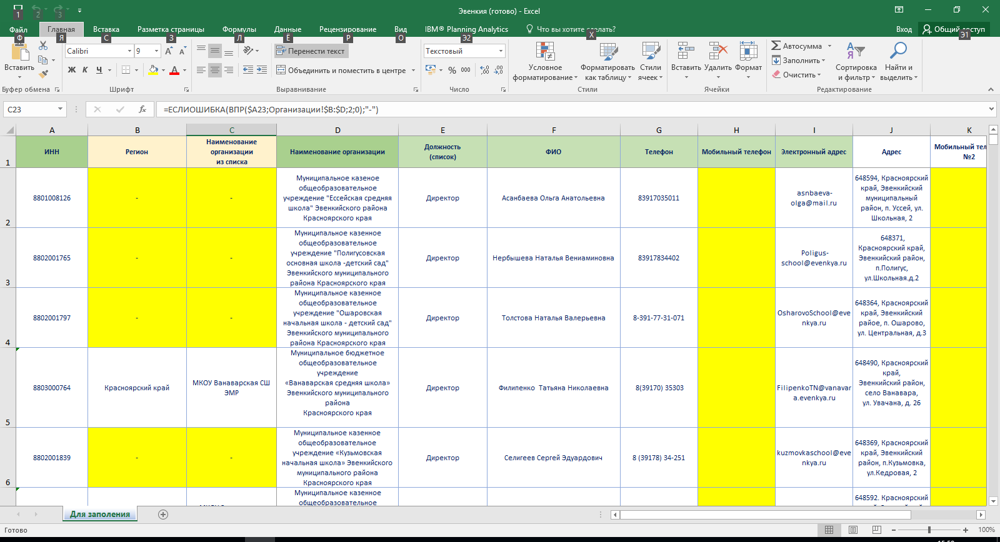 Эвенкия (готово) - Excel
1 2 3
Файл Главная Вставка Разметка страницы Формулы Данные Рецензирование Вид IBM® Planning Analytics Что вы хотите сделать? Вход Общий доступ
Ф Я С З Л Ё Р О Э2 Х Э1
Вставить
Calibri 9
Ж К Ч А
Перенести текст
Объединить и поместить в центре
Текстовый
% 000
Условное форматирование
Форматировать как таблицу
Стили ячеек
Вставить Удалить Формат
Автосумма
Заполнить
Очистить
Сортировка и фильтр
Найти и выделить
Буфер обмена Шрифт Выравнивание Число Стили Ячейки Редактирование
C23 fx =ЕСЛИОШИБКА(ВПР($A23;Организации!$B:$D;2;0);"-")
A B C D E F G H I J K
1
ИНН
Регион
Наименование
организации
из списка
Наименование организации
Должность
(список)
ФИО
Телефон
Мобильный телефон
Электронный адрес
Адрес
Мобильный тел
№2
2
8801008126
-
-
Муниципальное казеное
общеобразовательное
учреждение "Ессейская средняя
школа" Эвенкийского района
Красноярского края
Директор
Асанбаева Ольга Анатольевна
83917035011
asnbaeva-
olga@mail.ru
648594, Красноярский
край, Эвенкийский
муниципальный
район, п. Уссей, ул.
Школьная, 2
3
8802001765
-
-
Муниципальное казенное
общеобразовательное
учреждение "Полигусовская
основная школа -детский сад"
Эвенкийского муниципального
района Красноярского края
Директор
Нербышева Наталья Вениаминовна
83917834402
Poligus-
school@evenkya.ru
648371,
Красноярский край,
Эвенкийский район,
п.Полигус,
ул.Школьная.д.2
4
8802001797
-
-
Муниципальное казенное
общеобразовательное
учреждение "Ошаровская
начальная школа - детский сад"
Эвенкийского муниципального
района Красноярского края
Директор
Толстова Наталья Валерьевна
8-391-77-31-071
OsharovoSchool@eve
nkya.ru
648364, Красноярский
край, Эвенкийский
райое, п. Ошарово,
ул. Центральная, д.3
5
8803000764
Красноярский край
МКОУ Ванаварская СШ
ЭМР
Муниципальное бюджетное
общеобразовательное
учреждение
«Ванаварская средняя школа»
Эвенкийского муниципального
района
Красноярского края
Директор
Филипенко Татьяна Николаевна
8(39170) 35303
FilipenkoTN@vanavar
a.evenkya.ru
648490, Красноярский
край,
Эвенкийский район,
село Ванавара,
ул. Увачана, д. 26
6
8802001839
-
-
Муниципальное казенное
общеобразовательное
учреждение «Кузьмовская
начальная школа» Эвенкийского
муниципального района
Красноярского края
Директор
Селигеев Сергей Эдуардович
8 (39178) 34-251
kuzmovkaschool@eve
nkya.ru
648369, Красноярский
край, Эвенкийский
район, п.Кузьмовка,
ул.Кедровая, 2
Муниципальное казенное
общеобразовательное
648592. Красноярский
Для заполения
Готово
100%